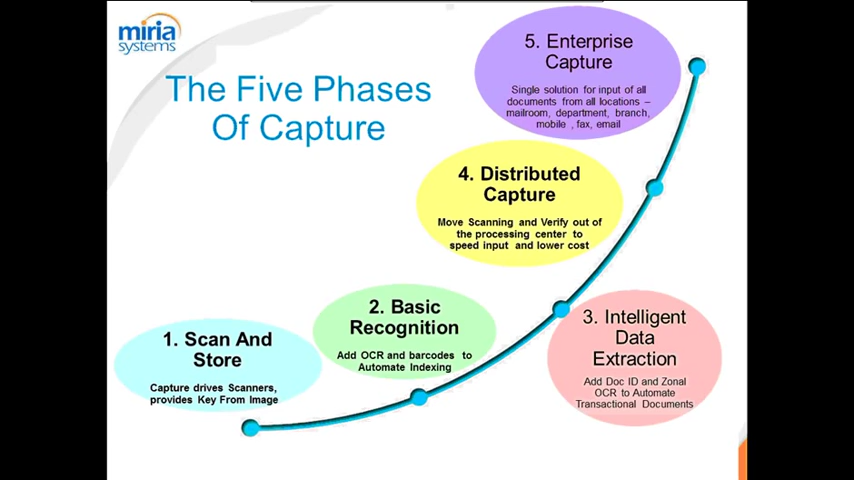 miria
systems
The Five Phases
Of Capture
1. Scan And
Store
Capture drives Scanners,
provides Key From Image
2. Basic
Recognition
Add OCR and barcodes to
Automate Indexing
3. Intelligent
Data
Extraction
Add Doc ID and Zonal
OCR to Automate
Transactional Documents
4. Distributed
Capture
Move Scanning and Verify out of
the processing center to
speed input and lower cost
5. Enterprise
Capture
Single solution for input of all
documents from all locations –
mailroom, department, branch,
mobile , fax, email